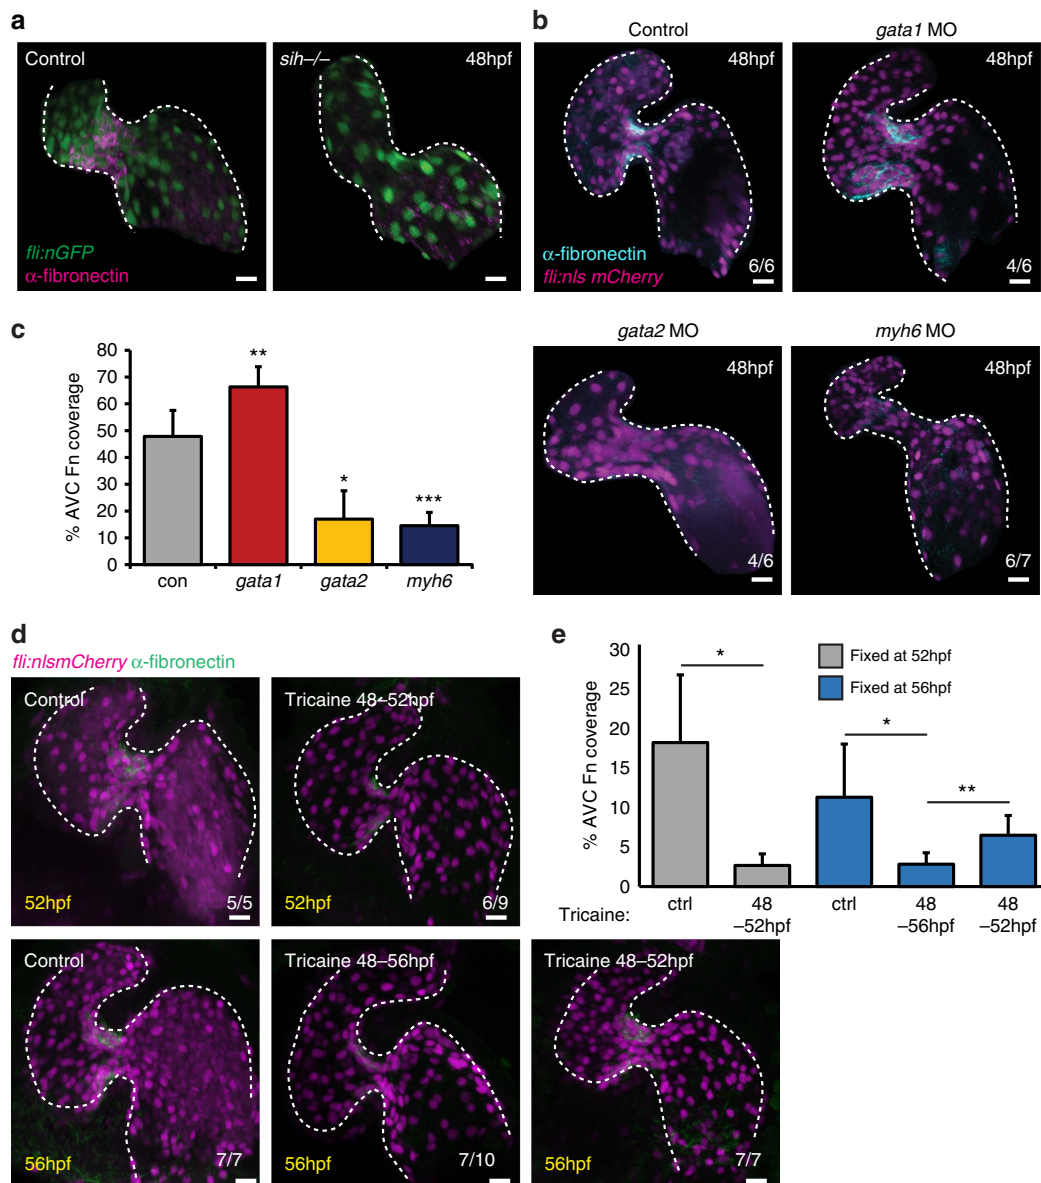 a
Control
fli:nGFP
α-fibronectin
sih–/–
48hpf
b
Control
48hpf
α-fibronectin
fli:nls mCherry
6/6
gata1 MO
48hpf
4/6
gata2 MO
48hpf
4/6
myh6 MO
48hpf
6/7
c
% AVC Fn coverage
80
70
60
50
40
30
20
10
0
**
*
***
con
gata1
gata2
myh6
d
fli:nlsmCherry α-fibronectin
Control
52hpf
5/5
Tricaine 48–52hpf
52hpf
6/9
Control
56hpf
7/7
Tricaine 48–56hpf
56hpf
7/10
Tricaine 48–52hpf
56hpf
7/7
e
% AVC Fn coverage
30
25
20
15
10
5
0
Fixed at 52hpf
Fixed at 56hpf
*
*
**
Tricaine:
ctrl
48
–52hpf
ctrl
48
–56hpf
48
–52hpf